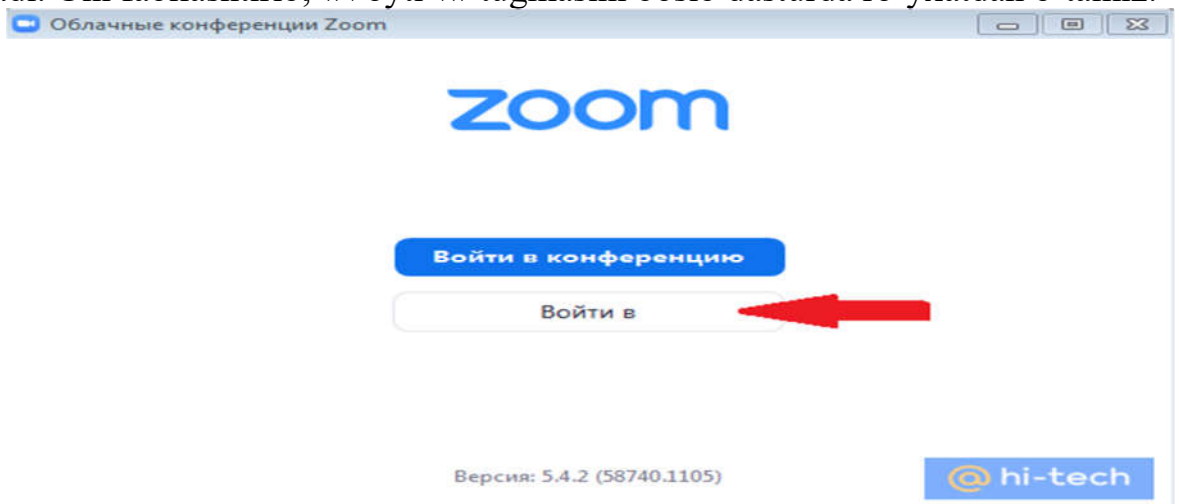 Облачные конференции Zoom
zoom
Войти в конференцию
Войти в
Версия: 5.4.2 (58740.1105)
@ hi-tech